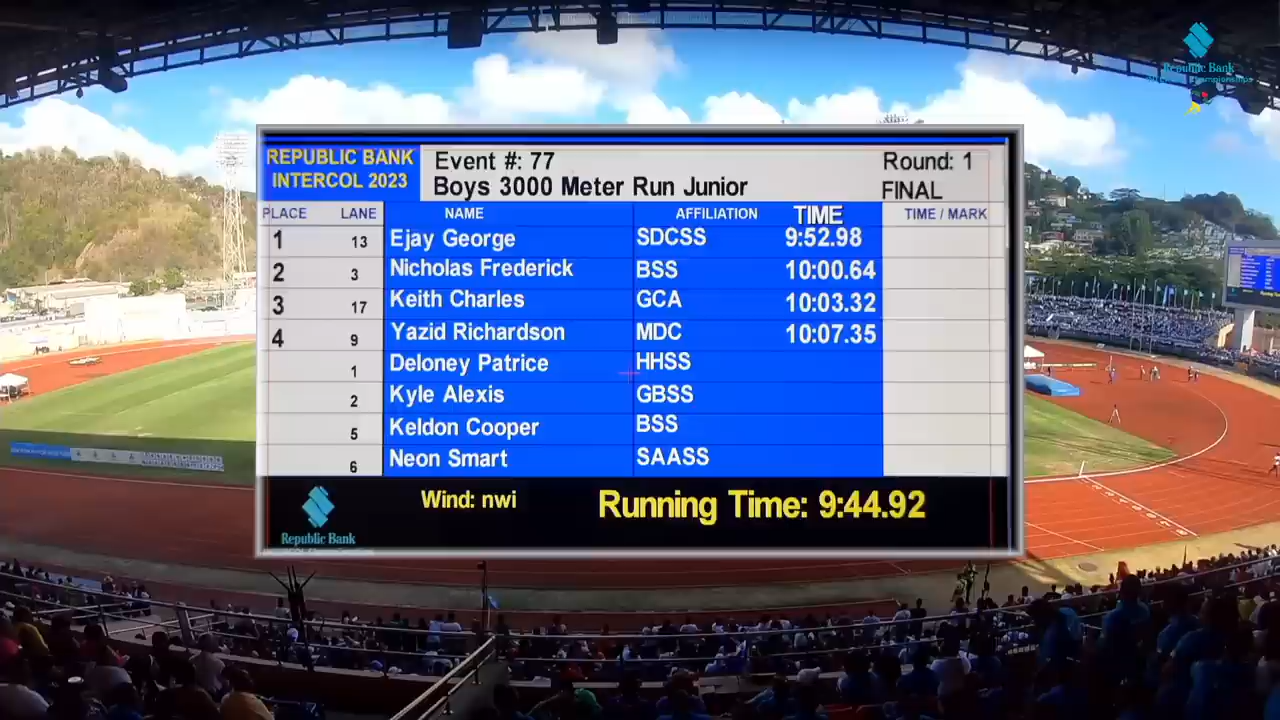 Republic Bank
REPUBLIC BANK
INTERCOL 2023
Event #: 77
Round: 1
Boys 3000 Meter Run Junior
FINAL
PLACE LANE NAME AFFILIATION TIME TIME / MARK
1 13 Ejay George SDCSS 9:52.98
2 3 Nicholas Frederick BSS 10:00.64
3 17 Keith Charles GCA 10:03.32
4 9 Yazid Richardson MDC 10:07.35
1 Deloney Patrice HHSS
2 Kyle Alexis GBSS
5 Keldon Cooper BSS
6 Neon Smart SAASS
Wind: nwi
Running Time: 9:44.92
Republic Bank